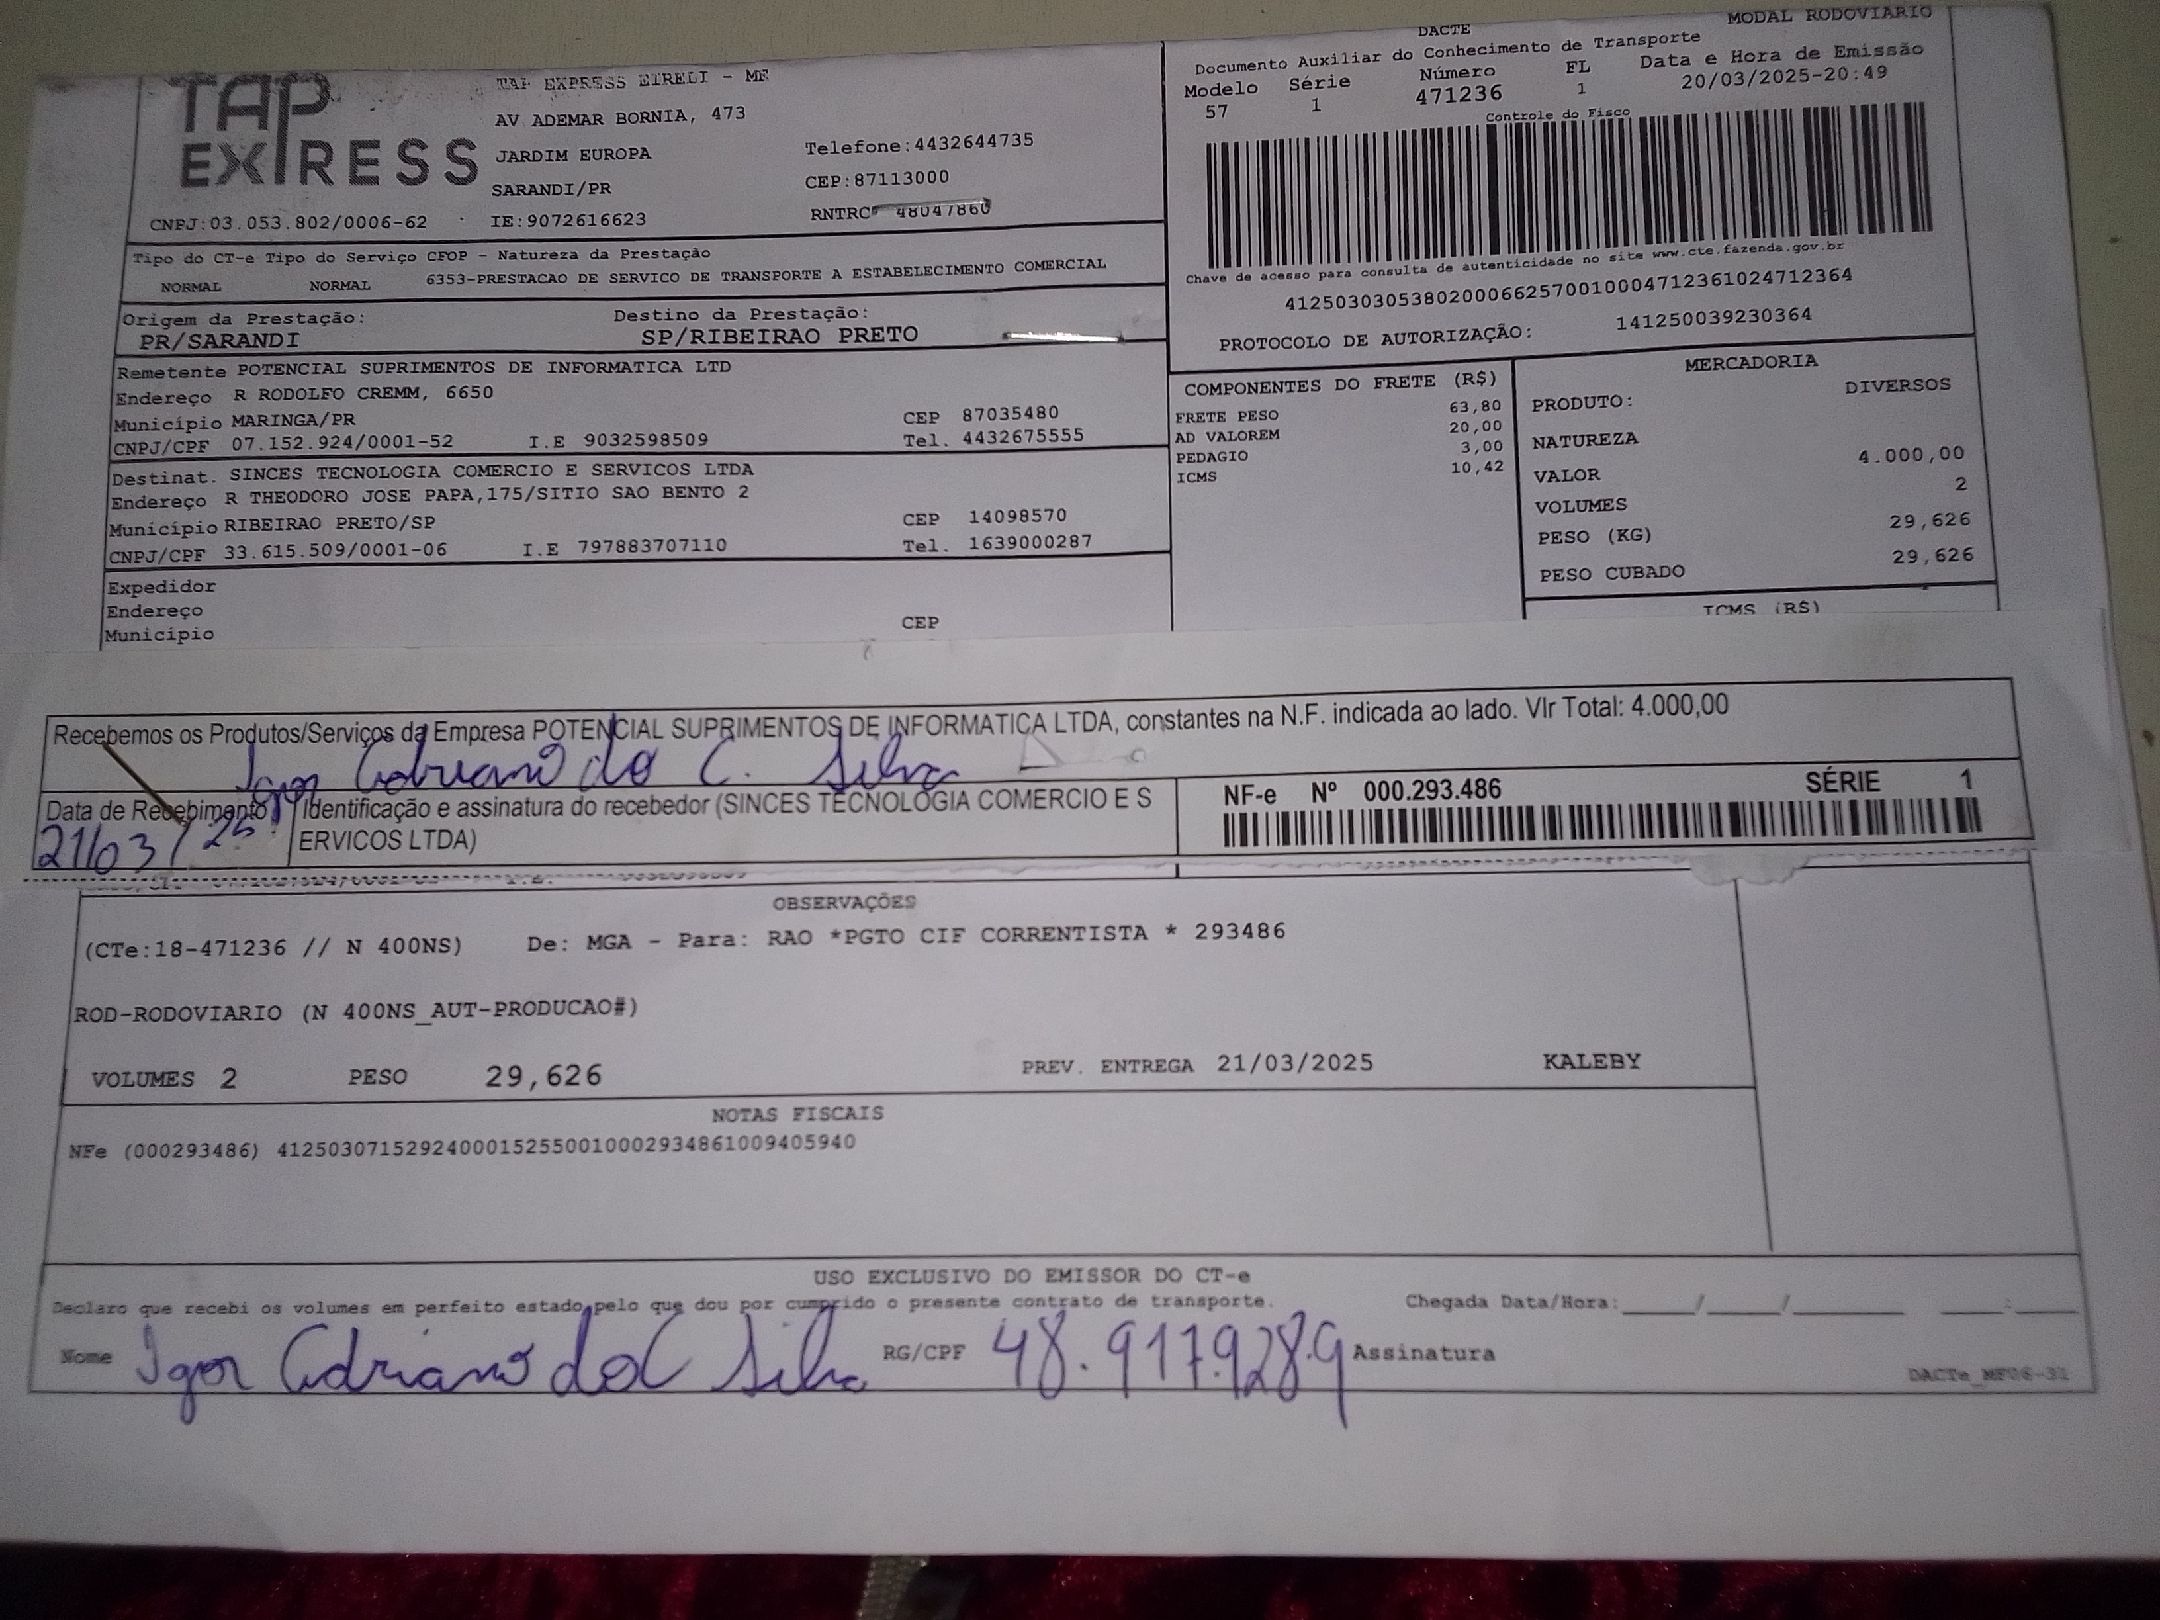 DACTE
MODAL RODOVIARIO
Documento Auxiliar do Conhecimento de Transporte
Modelo Série Número FL Data e Hora de Emissão
57 1 471236 1 20/03/2025-20:49
Controle do Fisco
TAP EXPRESS
TAP EXPRESS EIRELI - ME
AV ADEMAR BORNIA, 473
JARDIM EUROPA Telefone:4432644735
SARANDI/PR CEP:87113000
CNPJ:03.053.802/0006-62 IE:9072616623 RNTRC 48047860
Chave de acesso para consulta de autenticidade no site www.cte.fazenda.gov.br
41250303053802000662570010004712361024712364
PROTOCOLO DE AUTORIZAÇÃO: 141250039230364
Tipo do CT-e Tipo do Serviço CFOP - Natureza da Prestação
NORMAL NORMAL 6353-PRESTACAO DE SERVICO DE TRANSPORTE A ESTABELECIMENTO COMERCIAL
Origem da Prestação: Destino da Prestação:
PR/SARANDI SP/RIBEIRAO PRETO
Remetente POTENCIAL SUPRIMENTOS DE INFORMATICA LTD
Endereço R RODOLFO CREMM, 6650
Município MARINGA/PR CEP 87035480
CNPJ/CPF 07.152.924/0001-52 I.E 9032598509 Tel. 4432675555
Destinat. SINCES TECNOLOGIA COMERCIO E SERVICOS LTDA
Endereço R THEODORO JOSE PAPA,175/SITIO SAO BENTO 2
Município RIBEIRAO PRETO/SP CEP 14098570
CNPJ/CPF 33.615.509/0001-06 I.E 797883707110 Tel. 1639000287
Expedidor
Endereço
Município CEP
COMPONENTES DO FRETE (R$)
FRETE PESO 63,80
AD VALOREM 20,00
PEDAGIO 3,00
ICMS 10,42
MERCADORIA
PRODUTO: DIVERSOS
NATUREZA
VALOR 4.000,00
VOLUMES 2
PESO (KG) 29,626
PESO CUBADO 29,626
ICMS (R$)
Recebemos os Produtos/Serviços da Empresa POTENCIAL SUPRIMENTOS DE INFORMATICA LTDA, constantes na N.F. indicada ao lado. Vlr Total: 4.000,00
Igor Adriano do C. Silva
Data de Recebimento Identificação e assinatura do recebedor (SINCES TECNOLOGIA COMERCIO E S
ERVICOS LTDA)
21/03/25
NF-e Nº 000.293.486 SÉRIE 1
OBSERVAÇÕES
(CTe:18-471236 // N 400NS) De: MGA - Para: RAO *PGTO CIF CORRENTISTA * 293486
ROD-RODOVIARIO (N 400NS_AUT-PRODUCAO#)
VOLUMES 2 PESO 29,626 PREV. ENTREGA 21/03/2025 KALEBY
NOTAS FISCAIS
NFe (000293486) 41250307152924000152550010002934861009405940
USO EXCLUSIVO DO EMISSOR DO CT-e
Declaro que recebi os volumes em perfeito estado pelo que dou por cumprido o presente contrato de transporte. Chegada Data/Hora:____/____/____ ____:____
Nome Igor Adriano do C Silva RG/CPF 48.917.928.9 Assinatura
DACTe_MF06-31